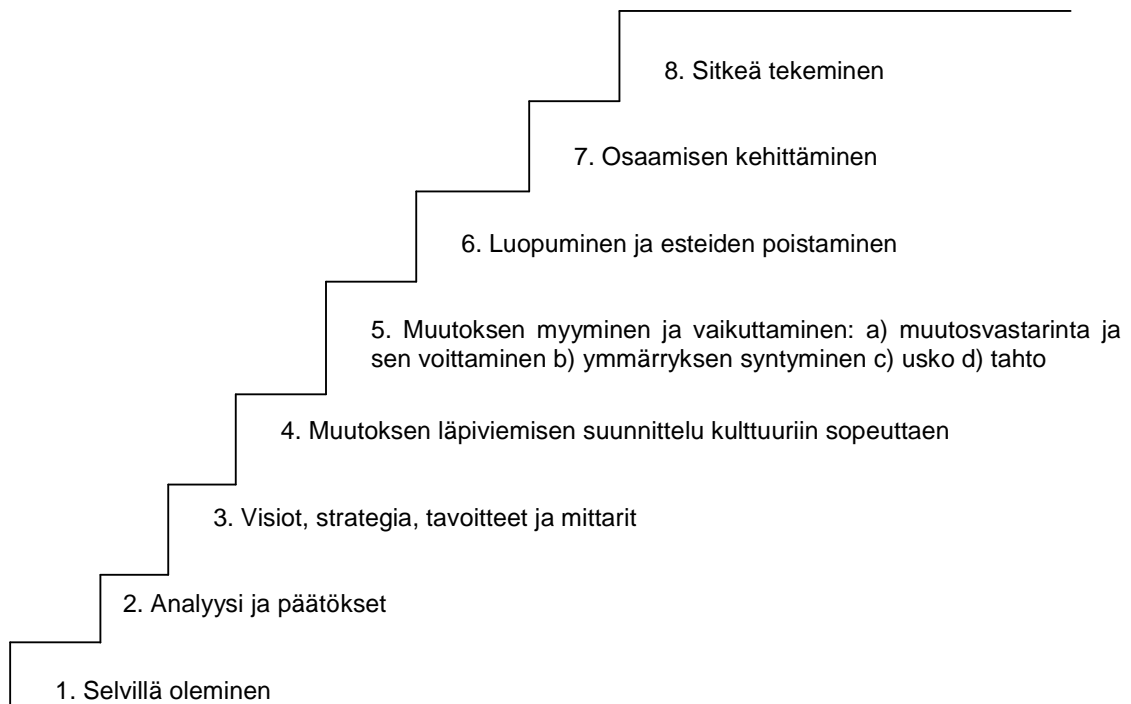 8. Sitkeä tekeminen
7. Osaamisen kehittäminen
6. Luopuminen ja esteiden poistaminen
5. Muutoksen myyminen ja vaikuttaminen: a) muutosvastarinta ja
sen voittaminen b) ymmärryksen syntyminen c) usko d) tahto
4. Muutoksen läpiviemisen suunnittelu kulttuuriin sopeuttaen
3. Visiot, strategia, tavoitteet ja mittarit
2. Analyysi ja päätökset
1. Selvillä oleminen